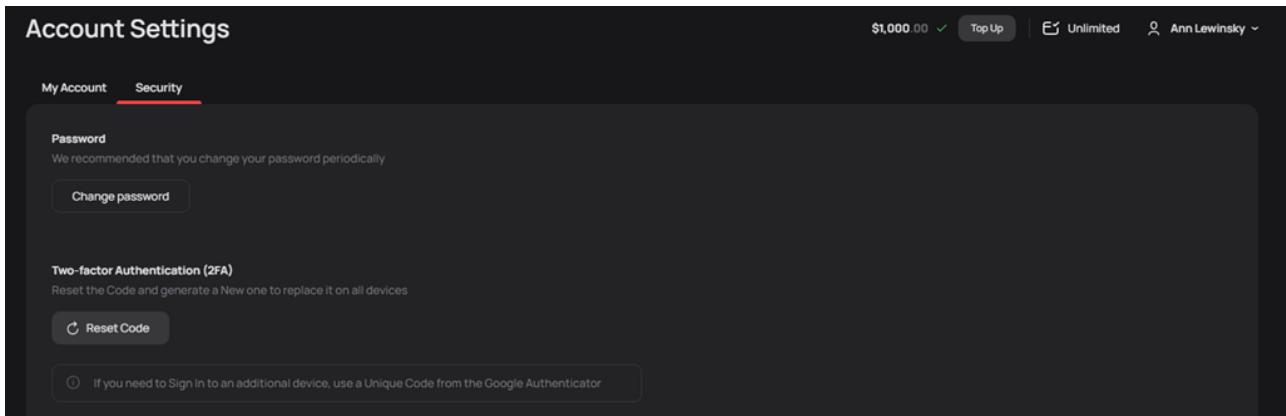 Account Settings
$1,000.00 Top Up Unlimited Ann Lewinsky
My Account Security
Password
We recommended that you change your password periodically
Change password
Two-factor Authentication (2FA)
Reset the Code and generate a New one to replace it on all devices
Reset Code
If you need to Sign In to an additional device, use a Unique Code from the Google Authenticator